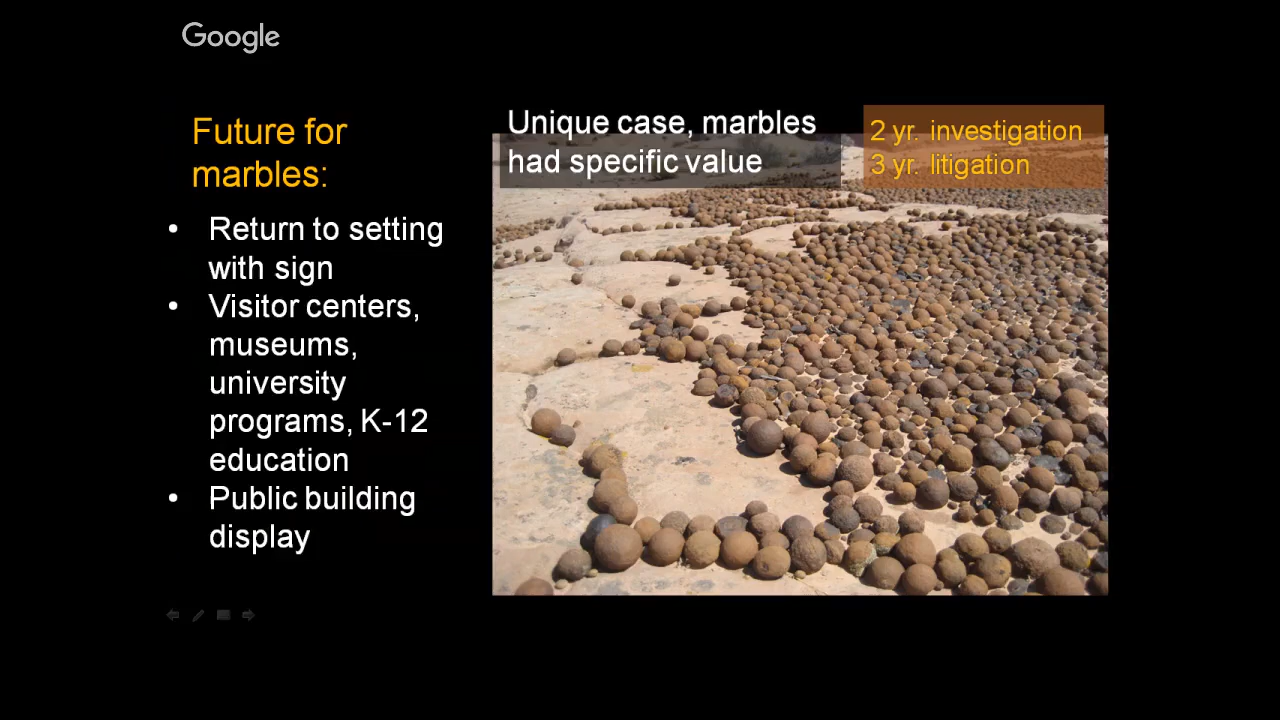 Google
Future for
marbles:
• Return to setting
with sign
• Visitor centers,
museums,
university
programs, K-12
education
• Public building
display
Unique case, marbles
had specific value
2 yr. investigation
3 yr. litigation